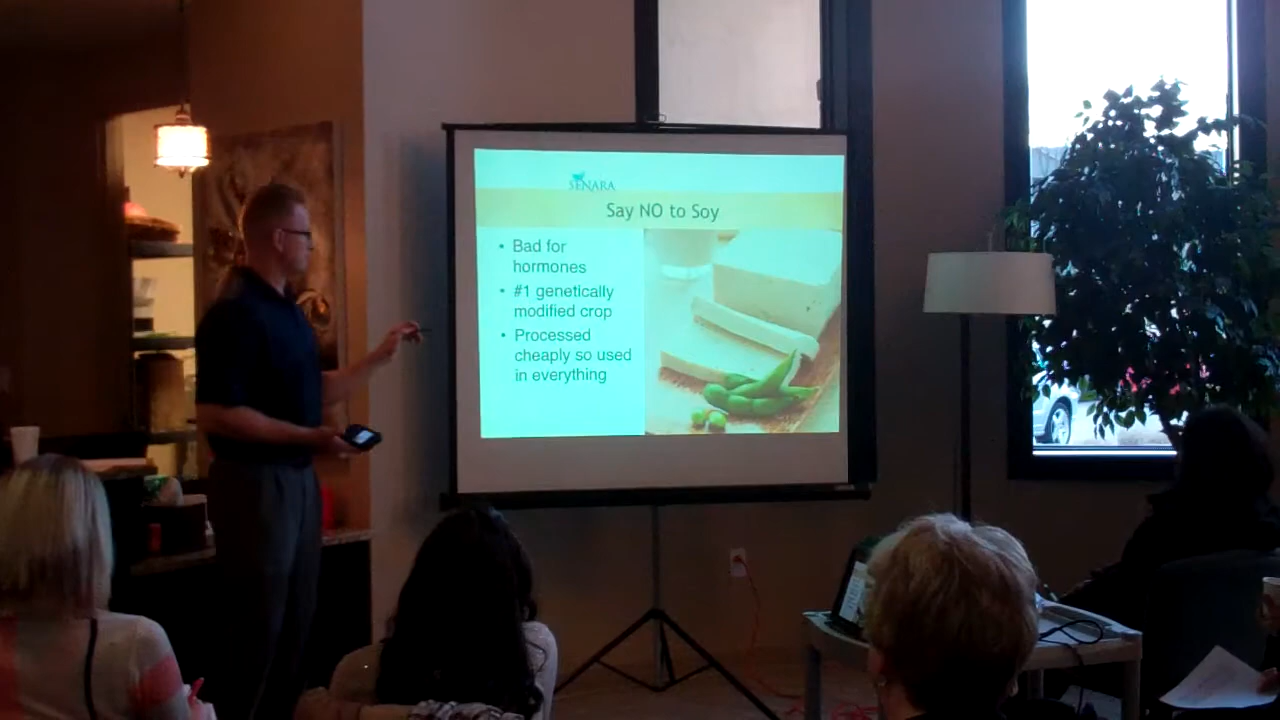 SENARA
Say NO to Soy
• Bad for
hormones
• #1 genetically
modified crop
• Processed
cheaply so used
in everything